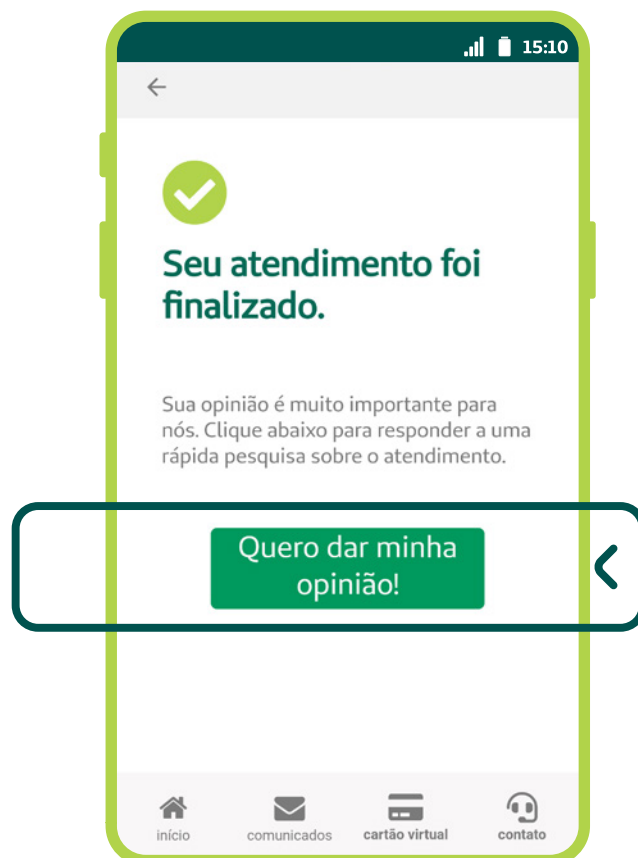 15:10
Seu atendimento foi
finalizado.
Sua opinião é muito importante para
nós. Clique abaixo para responder a uma
rápida pesquisa sobre o atendimento.
Quero dar minha
opinião!
início comunicados cartão virtual contato